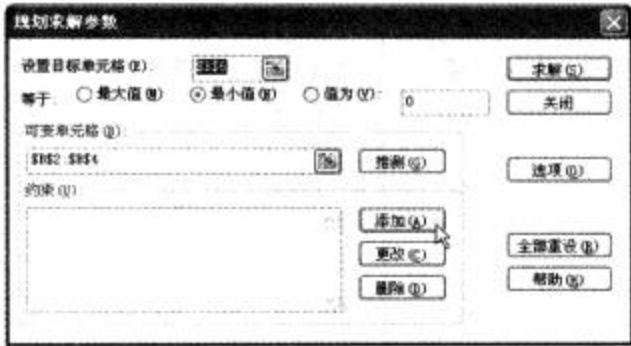 规划求解参数
设置目标单元格(E):
求解(S)
等于: 最大值(M) 最小值(N) 值为(V): 0
关闭
可变单元格(B):
$B$2:$B$4
推测(G)
选项(O)
约束(U)
添加(A)
更改(C)
全部重设(R)
删除(D)
帮助(H)